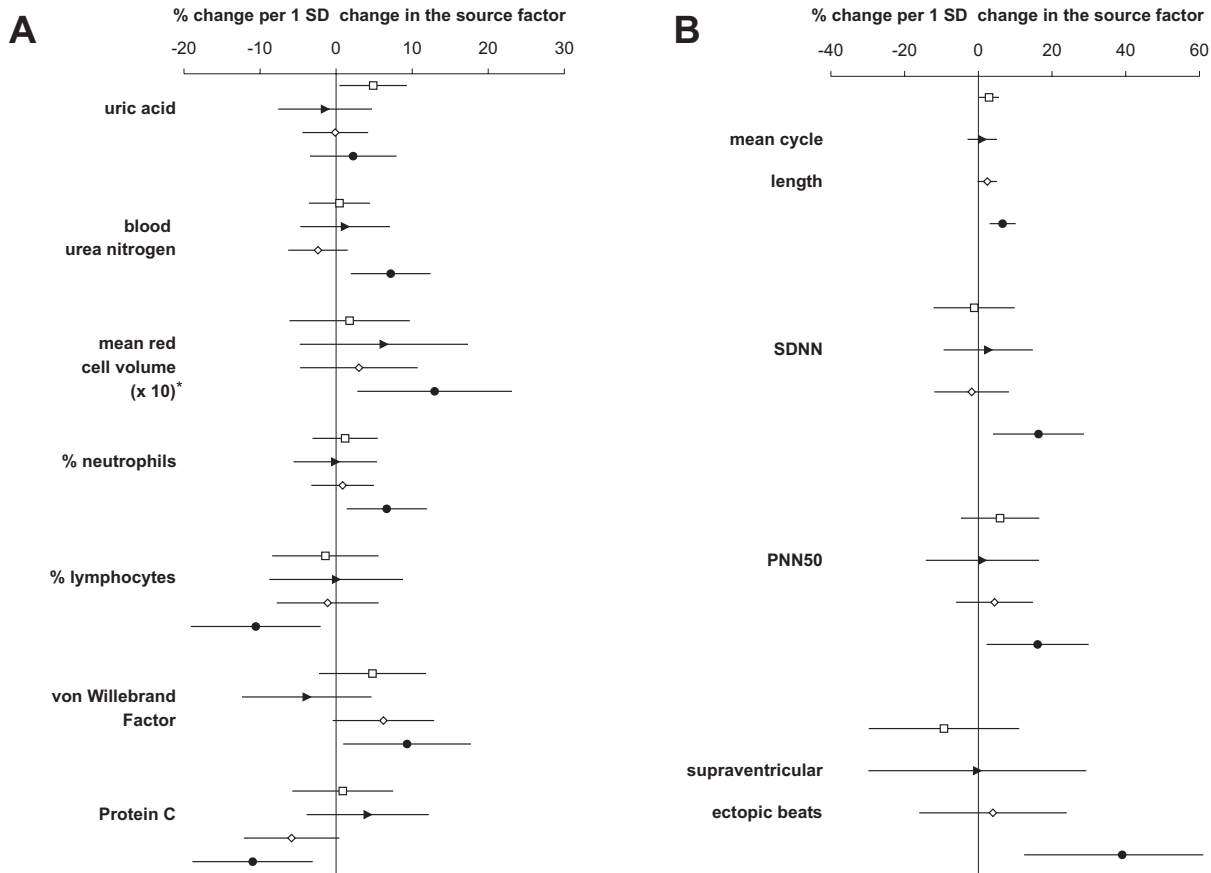 A
% change per 1 SD change in the source factor
-20 -10 0 10 20 30
uric acid
blood
urea nitrogen
mean red
cell volume
(x 10)*
% neutrophils
% lymphocytes
von Willebrand
Factor
Protein C
B
% change per 1 SD change in the source factor
-40 -20 0 20 40 60
mean cycle
length
SDNN
PNN50
supraventricular
ectopic beats